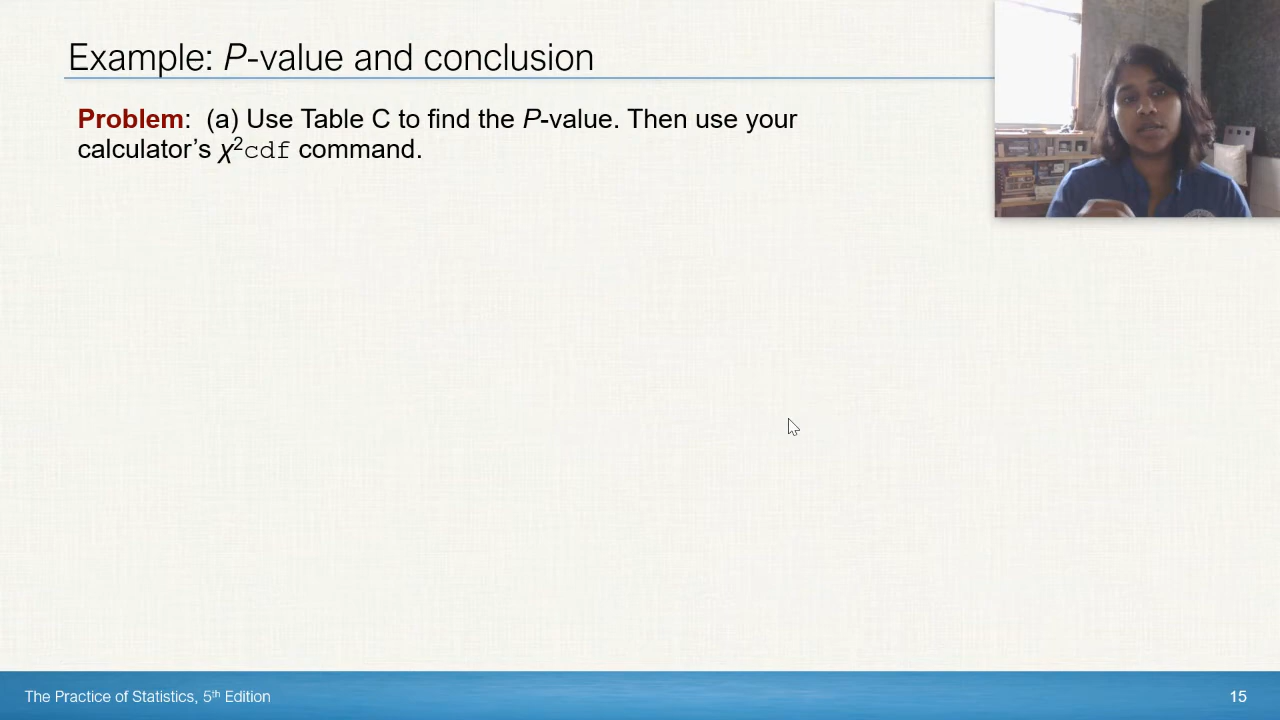 Example: P-value and conclusion
Problem: (a) Use Table C to find the P-value. Then use your
calculator’s χ²cdf command.
The Practice of Statistics, 5th Edition
15